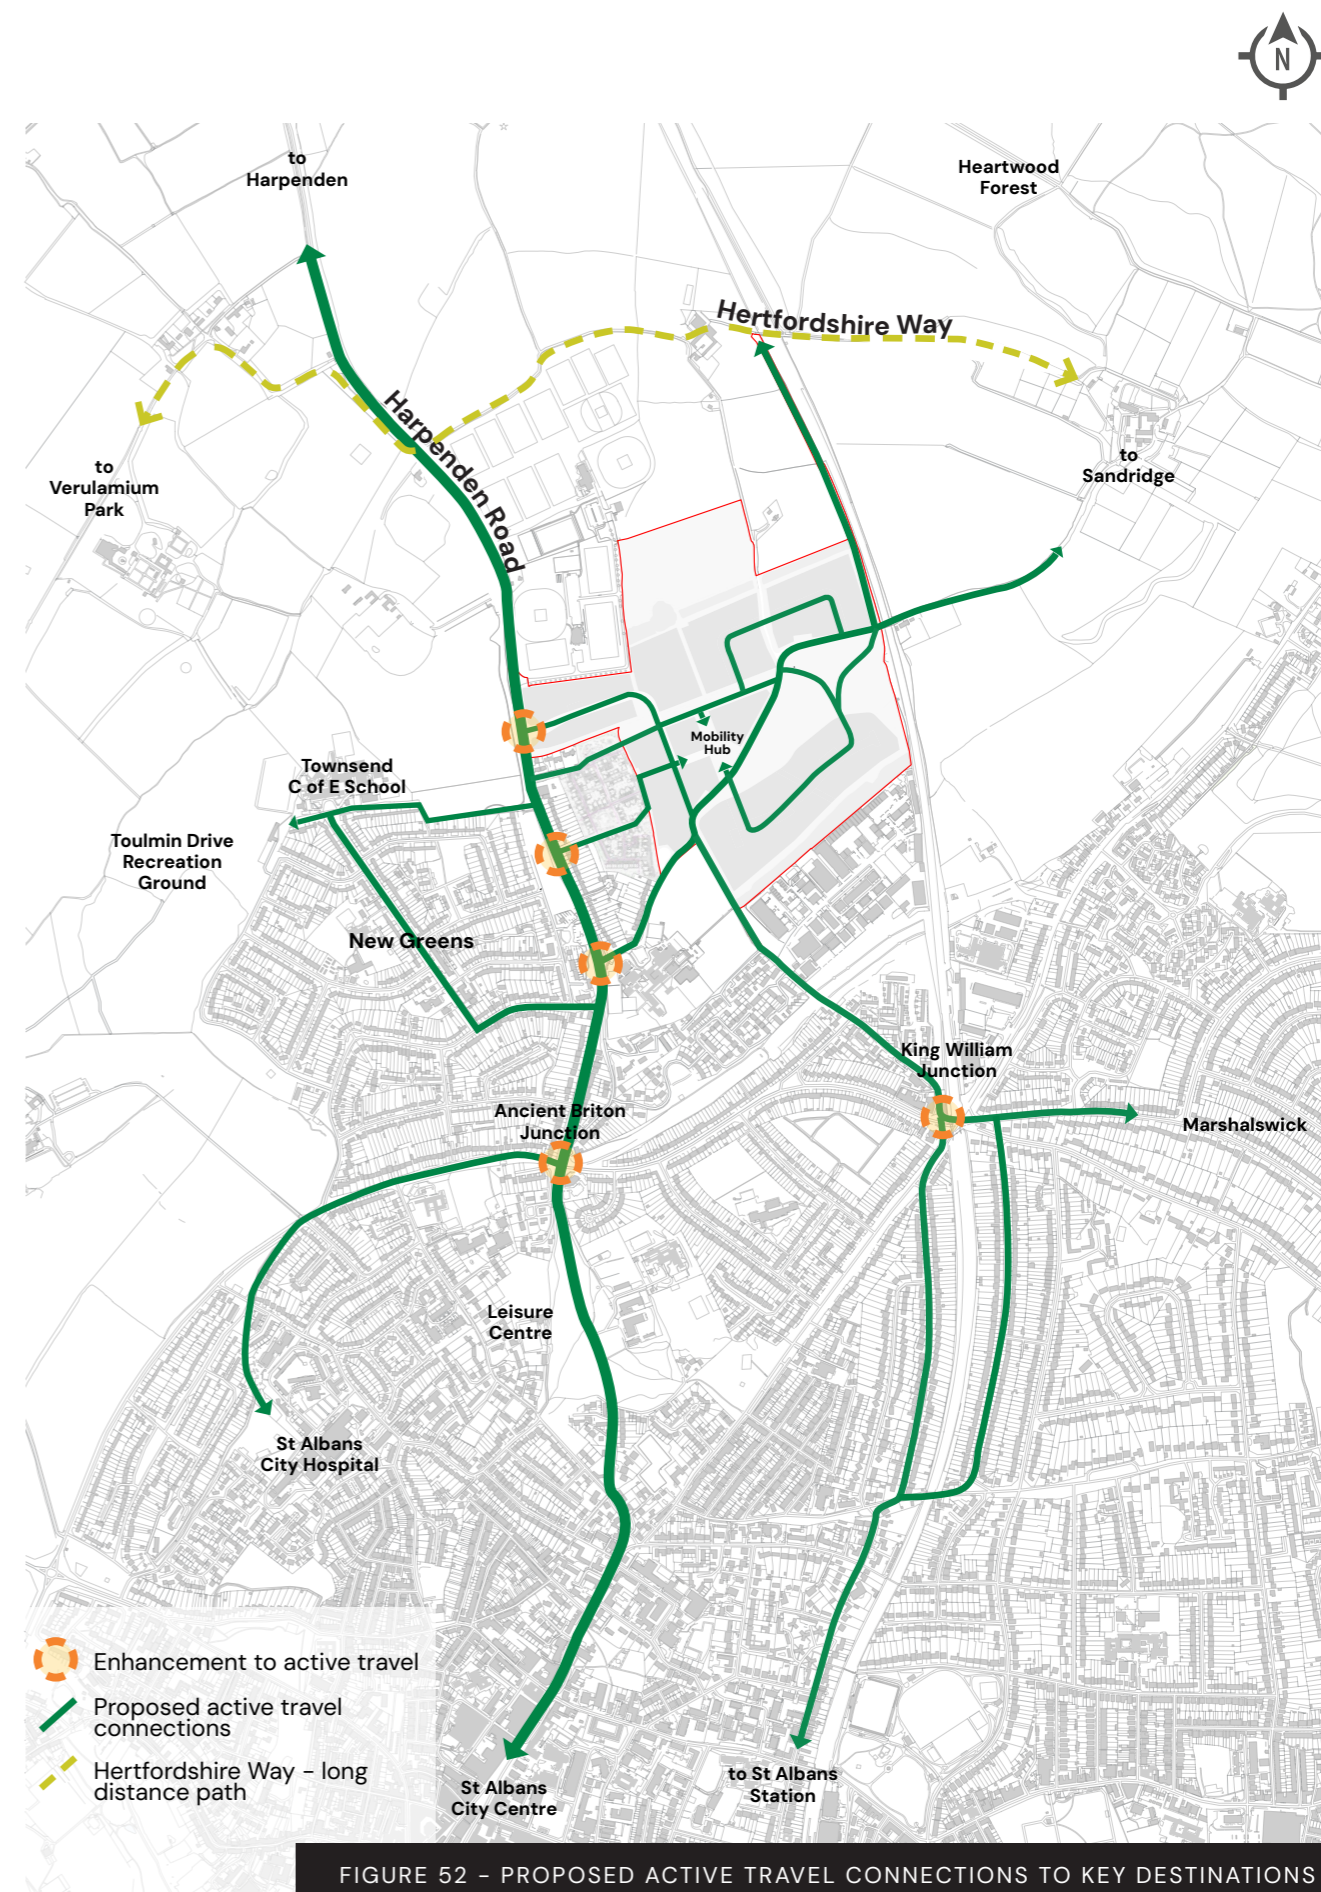 N
to
Harpenden
Heartwood
Forest
Hertfordshire Way
Harpenden Road
to
Verulamium
Park
to
Sandridge
Mobility
Hub
Townsend
C of E School
Toulmin Drive
Recreation
Ground
New Greens
King William
Junction
Ancient Briton
Junction
Marshalswick
Leisure
Centre
St Albans
City Hospital
Enhancement to active travel
Proposed active travel
connections
Hertfordshire Way - long
distance path
St Albans
City Centre
to St Albans
Station
FIGURE 52 - PROPOSED ACTIVE TRAVEL CONNECTIONS TO KEY DESTINATIONS